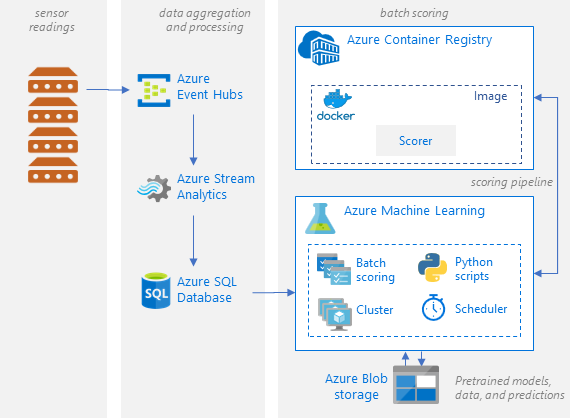 sensor
readings
data aggregation
and processing
batch scoring
Azure Container Registry
Azure
Event Hubs
docker
Image
Scorer
Azure Stream
Analytics
scoring pipeline
Azure Machine Learning
Batch
scoring
Python
scripts
SQL
Azure SQL
Database
Cluster
Scheduler
Azure Blob
storage
Pretrained models,
data, and predictions